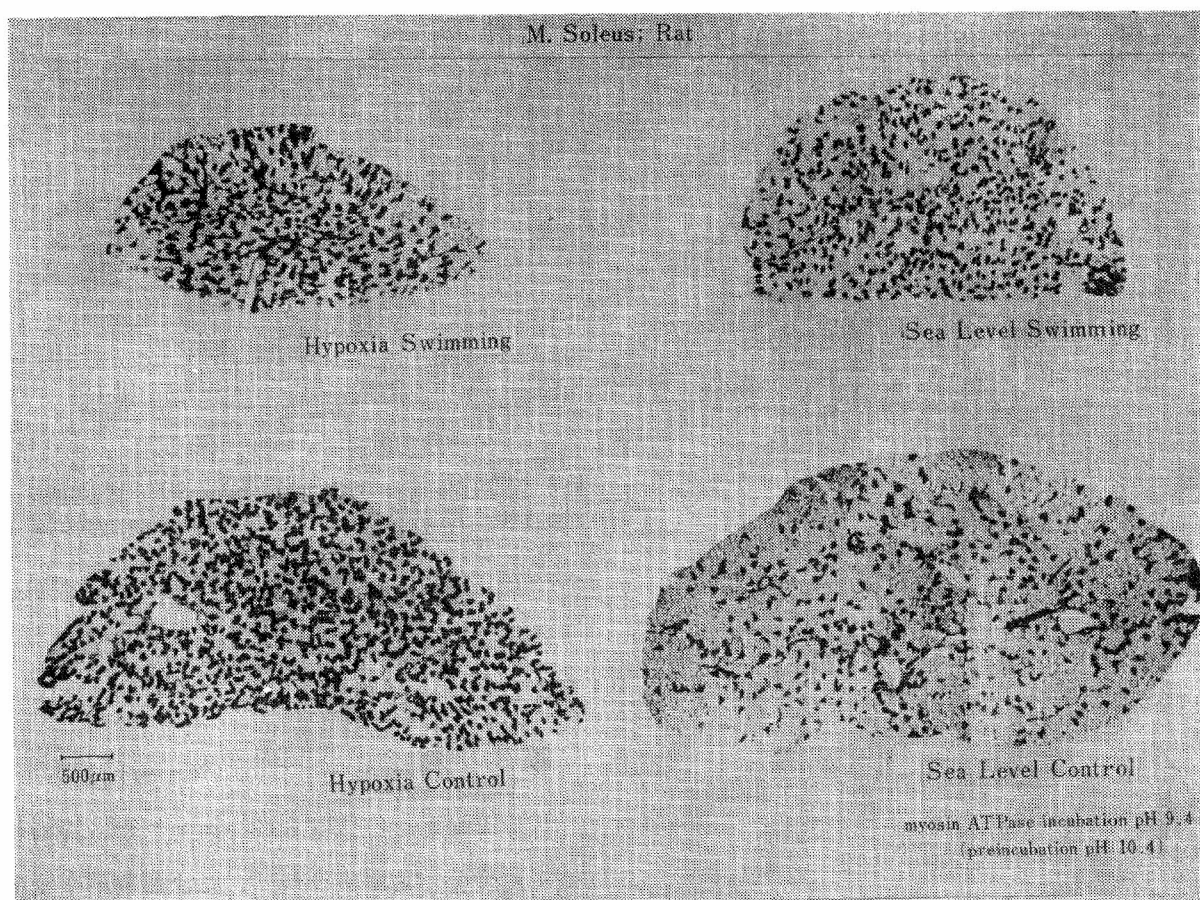 M. Soleus; Rat
Hypoxia Swimming
Sea Level Swimming
500μm
Hypoxia Control
Sea Level Control
myosin ATPase incubation pH 9.4
(preincubation pH 10.4)